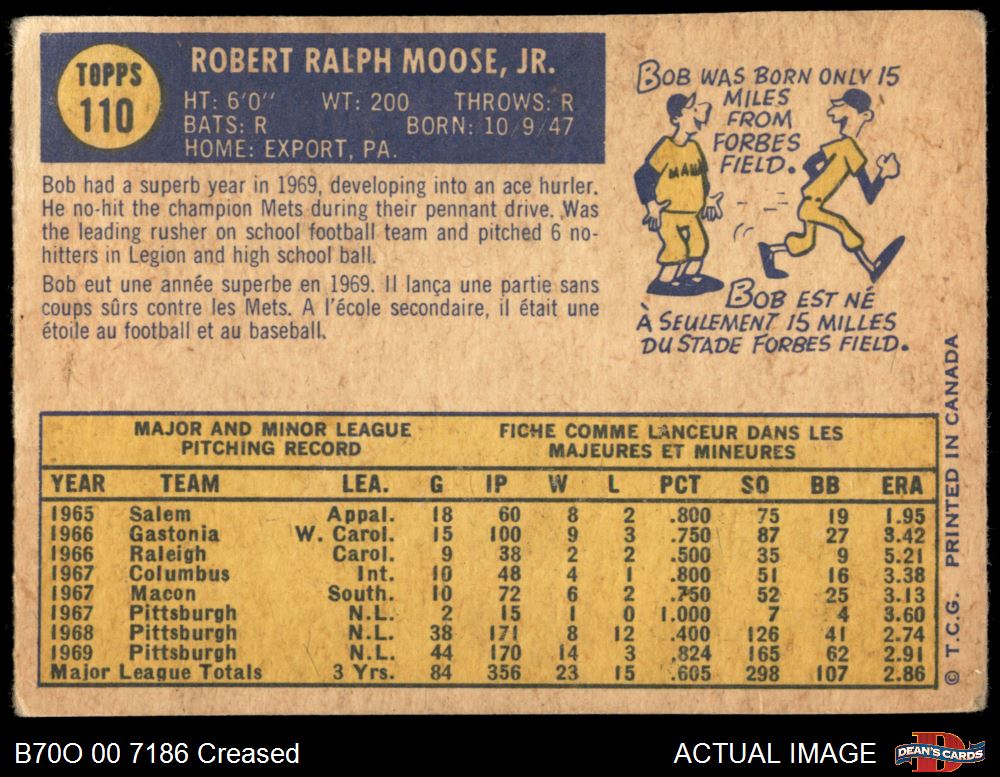 TOPPS
110
ROBERT RALPH MOOSE, JR.
HT: 6'0" WT: 200 THROWS: R
BATS: R BORN: 10 9 47
HOME: EXPORT, PA.
Bob had a superb year in 1969, developing into an ace hurler.
He no-hit the champion Mets during their pennant drive. Was
the leading rusher on school football team and pitched 6 no-
hitters in Legion and high school ball.
Bob eut une année superbe en 1969. Il lança une partie sans
coups sûrs contre les Mets. A l'école secondaire, il était une
étoile au football et au baseball.
BOB WAS BORN ONLY 15
MILES
FROM
FORBES
FIELD.
BOB EST NÉ
À SEULEMENT 15 MILLES
DU STADE FORBES FIELD.
MAJOR AND MINOR LEAGUE
PITCHING RECORD
FICHE COMME LANCEUR DANS LES
MAJEURES ET MINEURES
YEAR TEAM LEA. G IP W L PCT SO BB ERA
1965 Salem Appal. 18 60 8 2 .800 75 19 1.95
1966 Gastonia W. Carol. 15 100 9 3 .750 87 27 3.42
1966 Raleigh Carol. 9 38 2 2 .500 35 9 5.21
1967 Columbus Int. 10 48 4 1 .800 51 16 3.38
1967 Macon South. 10 72 6 2 .750 52 25 3.13
1967 Pittsburgh N.L. 2 15 1 0 1.000 7 4 3.60
1968 Pittsburgh N.L. 38 171 8 12 .400 126 41 2.74
1969 Pittsburgh N.L. 44 170 14 3 .824 165 62 2.91
Major League Totals 3 Yrs. 84 356 23 15 .605 298 107 2.86
© T.C.G. PRINTED IN CANADA
B70O 00 7186 Creased
ACTUAL IMAGE
DEAN'S CARDS